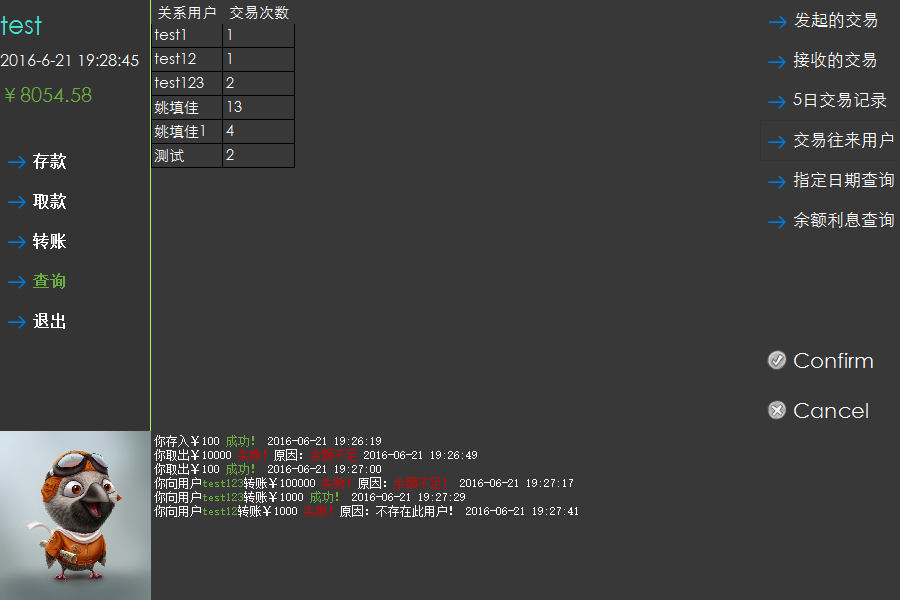 test
2016-6-21 19:28:45
￥8054.58
存款
取款
转账
查询
退出
关系用户 交易次数
test1 1
test12 1
test123 2
姚填佳 13
姚填佳1 4
测试 2
发起的交易
接收的交易
5日交易记录
交易往来用户
指定日期查询
余额利息查询
Confirm
Cancel
你存入￥100 成功! 2016-06-21 19:26:19
你取出￥10000 失败! 原因: 余额不足 2016-06-21 19:26:49
你取出￥100 成功! 2016-06-21 19:27:00
你向用户test123转账￥100000 失败! 原因: 余额不足! 2016-06-21 19:27:17
你向用户test123转账￥1000 成功! 2016-06-21 19:27:29
你向用户test12转账￥1000 失败! 原因: 不存在此用户! 2016-06-21 19:27:41